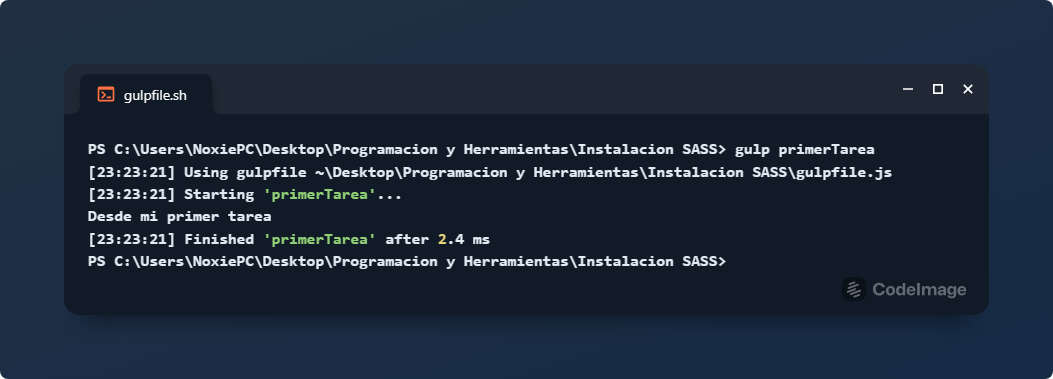 gulpfile.sh
PS C:\Users\NoxiePC\Desktop\Programacion y Herramientas\Instalacion SASS> gulp primerTarea
[23:23:21] Using gulpfile ~\Desktop\Programacion y Herramientas\Instalacion SASS\gulpfile.js
[23:23:21] Starting 'primerTarea'...
Desde mi primer tarea
[23:23:21] Finished 'primerTarea' after 2.4 ms
PS C:\Users\NoxiePC\Desktop\Programacion y Herramientas\Instalacion SASS>
CodeImage